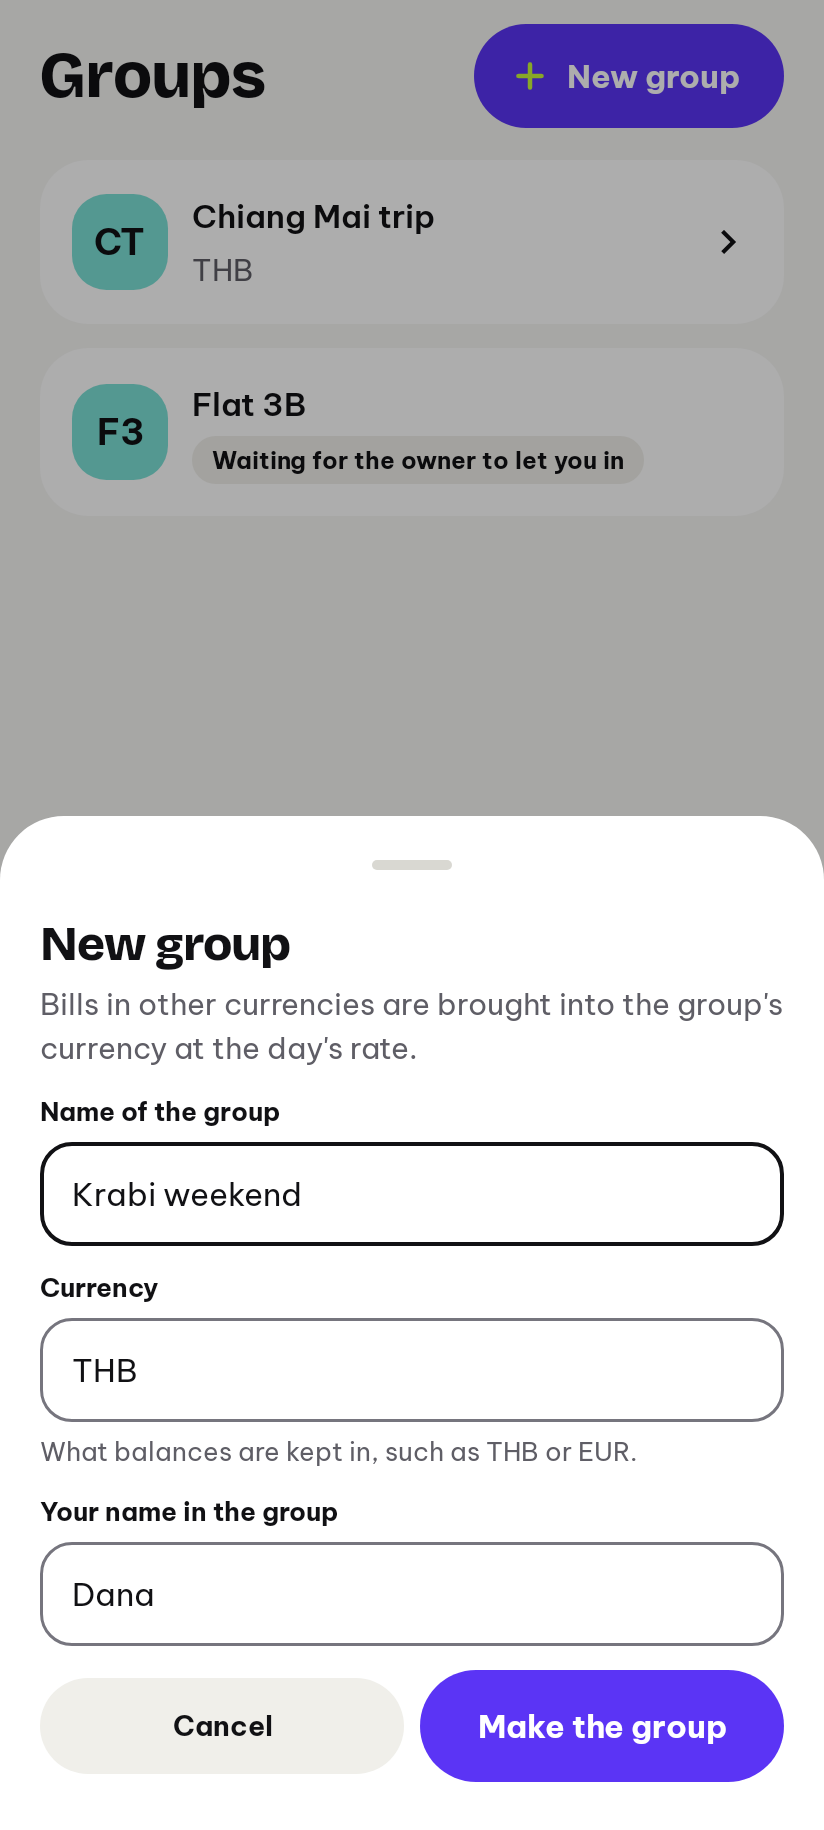 Groups
New group
CT
Chiang Mai trip
THB
F3
Flat 3B
Waiting for the owner to let you in
New group
Bills in other currencies are brought into the group's
currency at the day's rate.
Name of the group
Krabi weekend
Currency
THB
What balances are kept in, such as THB or EUR.
Your name in the group
Dana
Cancel
Make the group